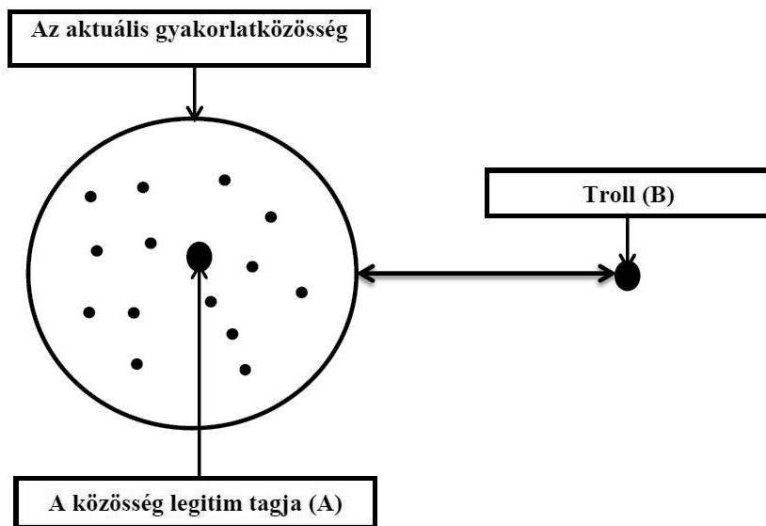 Az aktuális gyakorlatközösség
Troll (B)
A közösség legitim tagja (A)